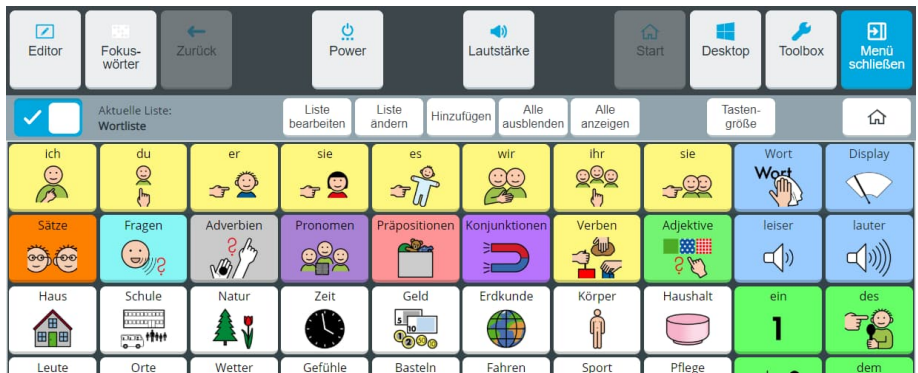 Editor
Fokus-
wörter
Zurück
Power
Lautstärke
Start
Desktop
Toolbox
Menü
schließen
Aktuelle Liste:
Wortliste
Liste
bearbeiten
Liste
ändern
Hinzufügen
Alle
ausblenden
Alle
anzeigen
Tasten-
größe
ich
du
er
sie
es
wir
ihr
sie
Wort
Wort
Display
Sätze
Fragen
Adverbien
Pronomen
Präpositionen
Konjunktionen
Verben
Adjektive
leiser
lauter
?
?
?
Haus
Schule
Natur
Zeit
Geld
Erdkunde
Körper
Haushalt
ein
des
5
10
1
Leute
Orte
Wetter
Gefühle
Basteln
Fahren
Sport
Pflege
dem